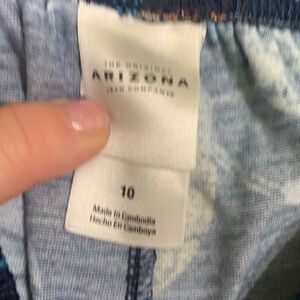 THE ORIGINAL
ARIZONA
JEAN COMPANY
10
Made in Cambodia
Hecho En Camboya